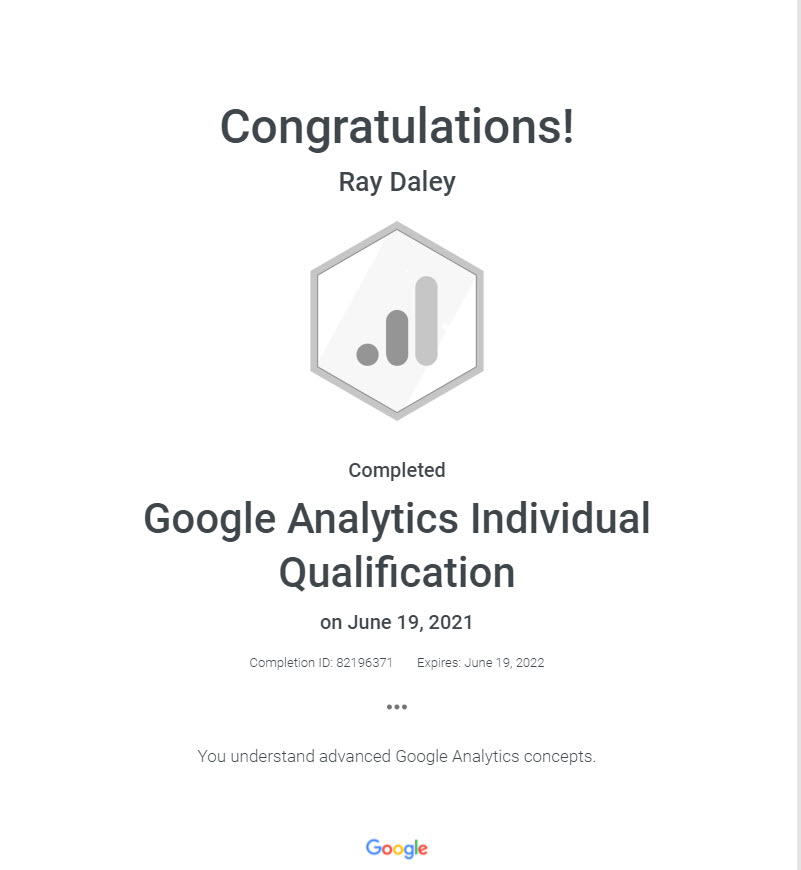 Congratulations!
Ray Daley
Completed
Google Analytics Individual
Qualification
on June 19, 2021
Completion ID: 82196371 Expires: June 19, 2022
•••
You understand advanced Google Analytics concepts.
Google